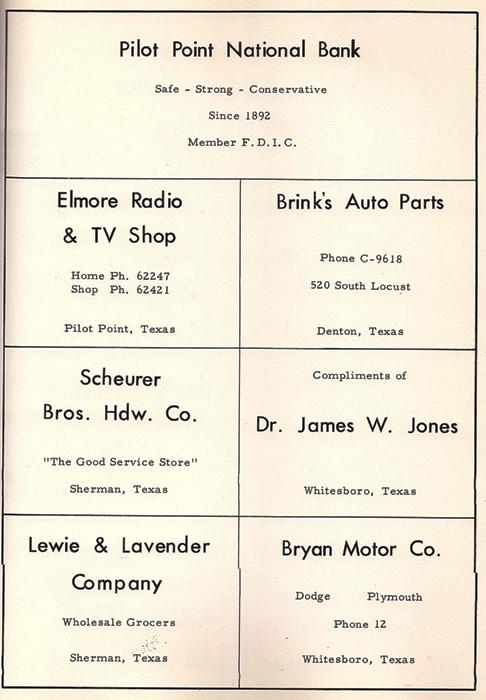 Pilot Point National Bank
Safe - Strong - Conservative
Since 1892
Member F.D.I.C.
Elmore Radio
& TV Shop
Home Ph. 62247
Shop Ph. 62421
Pilot Point, Texas
Brink's Auto Parts
Phone C-9618
520 South Locust
Denton, Texas
Scheurer
Bros. Hdw. Co.
"The Good Service Store"
Sherman, Texas
Compliments of
Dr. James W. Jones
Whitesboro, Texas
Lewie & Lavender
Company
Wholesale Grocers
Sherman, Texas
Bryan Motor Co.
Dodge Plymouth
Phone 12
Whitesboro, Texas